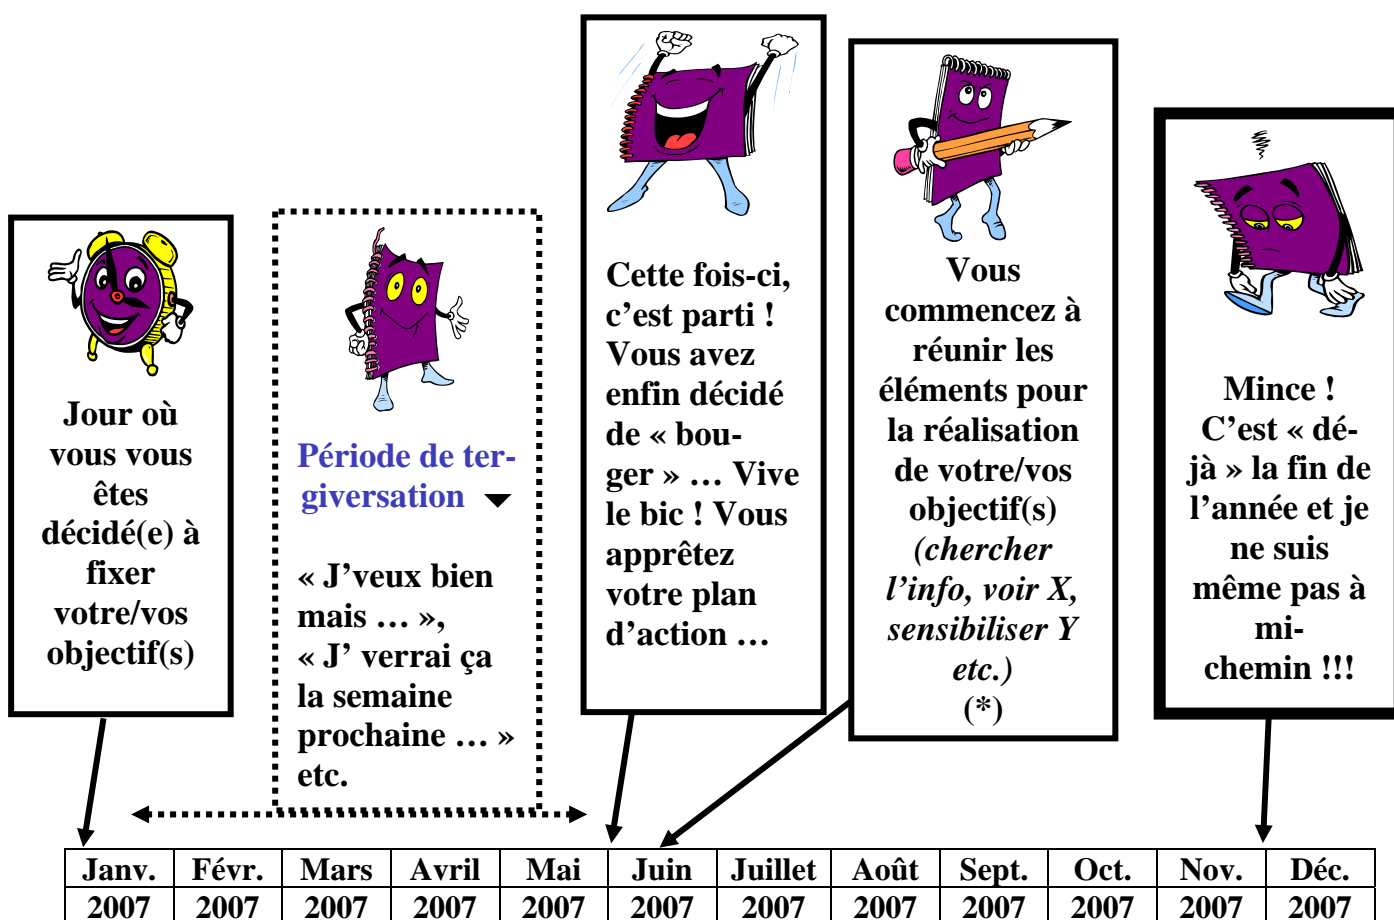 Jour où
vous vous
êtes
décidé(e) à
fixer
votre/vos
objectif(s)
Période de ter-
giversation
« J’veux bien
mais … »,
« J’ verrai ça
la semaine
prochaine … »
etc.
Cette fois-ci,
c’est parti !
Vous avez
enfin décidé
de « bou-
ger » … Vive
le bic ! Vous
apprêtez
votre plan
d’action …
Vous
commencez à
réunir les
éléments pour
la réalisation
de votre/vos
objectif(s)
(chercher
l’info, voir X,
sensibiliser Y
etc.)
(*)
Mince !
C’est « dé-
jà » la fin de
l’année et je
ne suis
même pas à
mi-
chemin !!!
Janv. Févr. Mars Avril Mai Juin Juillet Août Sept. Oct. Nov. Déc.
2007 2007 2007 2007 2007 2007 2007 2007 2007 2007 2007 2007